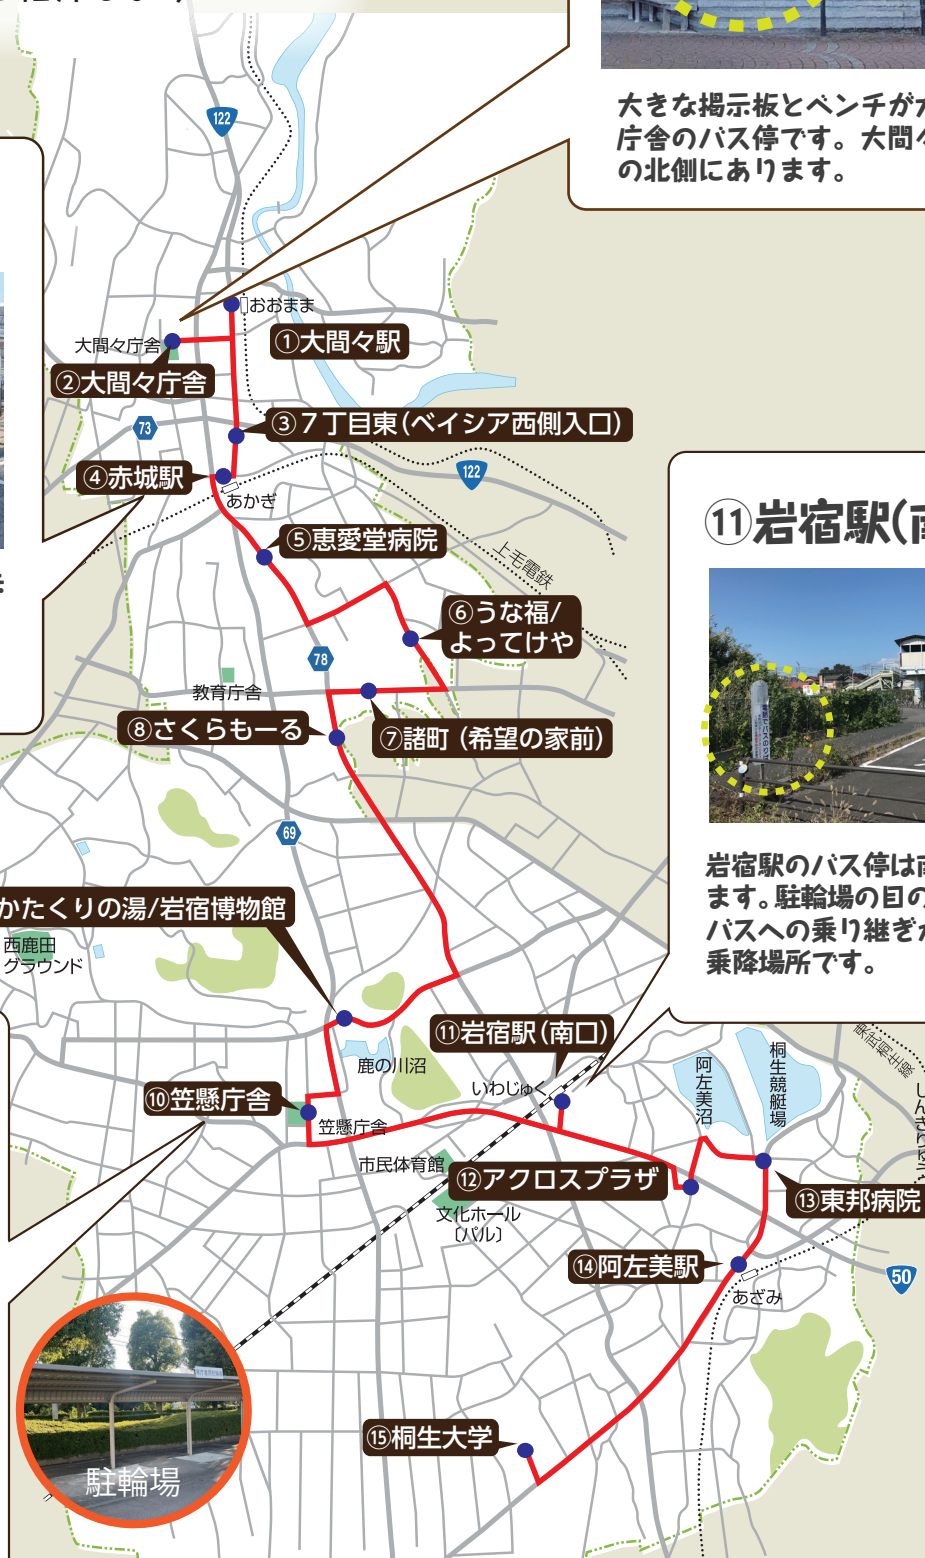 大きな掲示板とベンチが
庁舎のバス停です。大間々
の北側にあります。
122
おおまま
①大間々駅
大間々庁舎
②大間々庁舎
73
③７丁目東(ベイシア西側入口)
④赤城駅
あかぎ
122
⑤恵愛堂病院
上毛電鉄
⑥うな福/
よってけや
78
教育庁舎
⑧さくらもーる
⑦諸町（希望の家前）
69
かたくりの湯/岩宿博物館
西鹿田
グラウンド
⑪岩宿駅(南
岩宿駅のバス停は南
ます。駐輪場の目の
バスへの乗り継ぎが
乗降場所です。
⑪岩宿駅（南口）
鹿の川沼
いわじゅく
阿左美沼
桐生競艇場
東武桐生線
しんきりゅう
⑩笠懸庁舎
笠懸庁舎
市民体育館
⑫アクロスプラザ
文化ホール
〔パル〕
⑬東邦病院
⑭阿左美駅
あざみ
50
⑮桐生大学
駐輪場